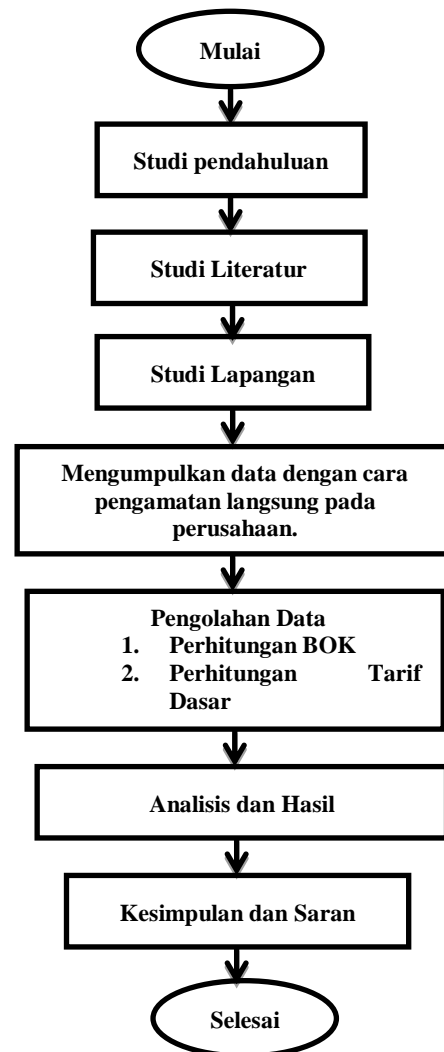 Mulai
Studi pendahuluan
Studi Literatur
Studi Lapangan
Mengumpulkan data dengan cara
pengamatan langsung pada
perusahaan.
Pengolahan Data
1. Perhitungan BOK
2. Perhitungan Tarif
Dasar
Analisis dan Hasil
Kesimpulan dan Saran
Selesai